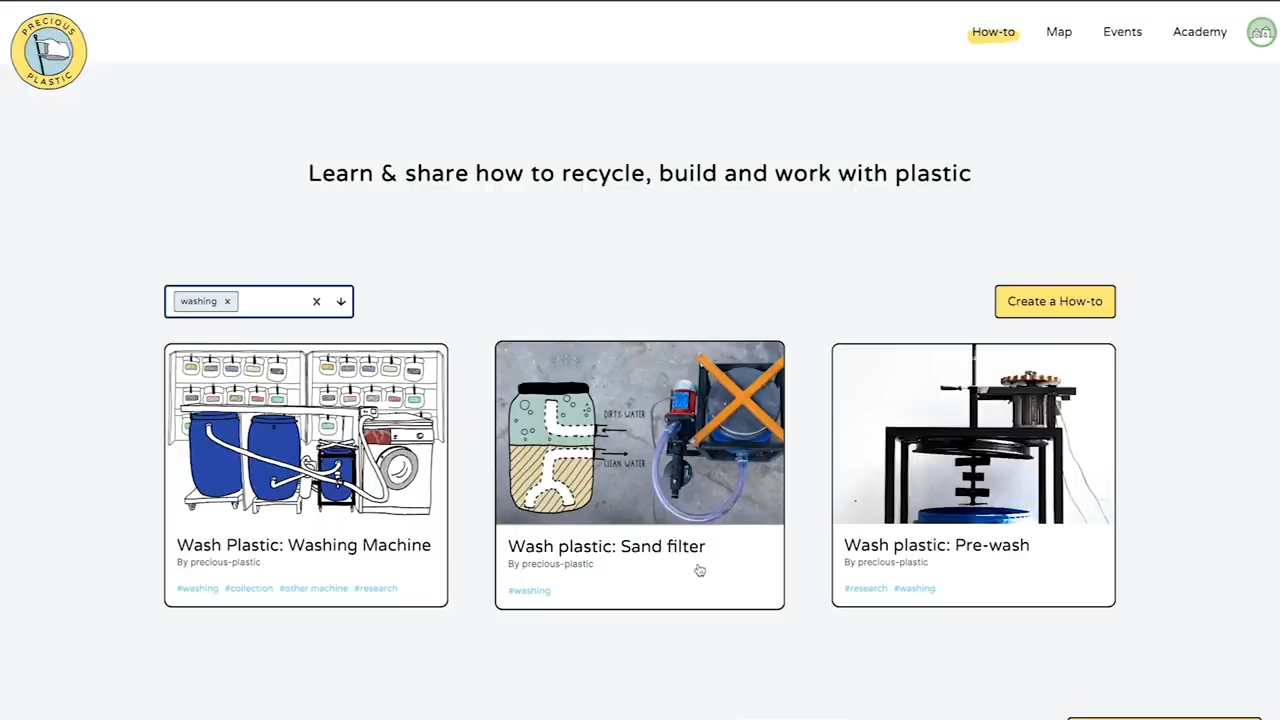 PRECIOUS
PLASTIC
How-to
Map
Events
Academy
Learn & share how to recycle, build and work with plastic
washing x
Create a How-to
DIRTY WATER
CLEAN WATER
Wash Plastic: Washing Machine
By precious-plastic
#washing #collection #other machine #research
Wash plastic: Sand filter
By precious-plastic
#washing
Wash plastic: Pre-wash
By precious-plastic
#research #washing